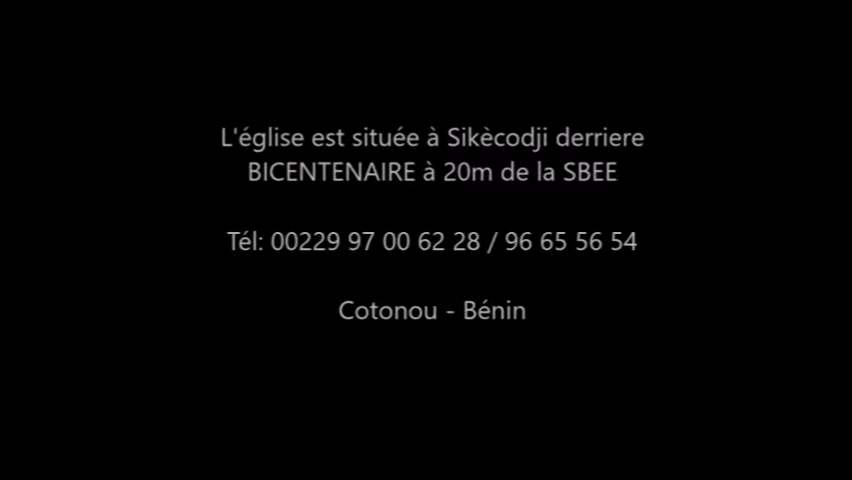 L'église est située à Sikècodji derriere
BICENTENAIRE à 20m de la SBEE
Tél: 00229 97 00 62 28 / 96 65 56 54
Cotonou - Bénin